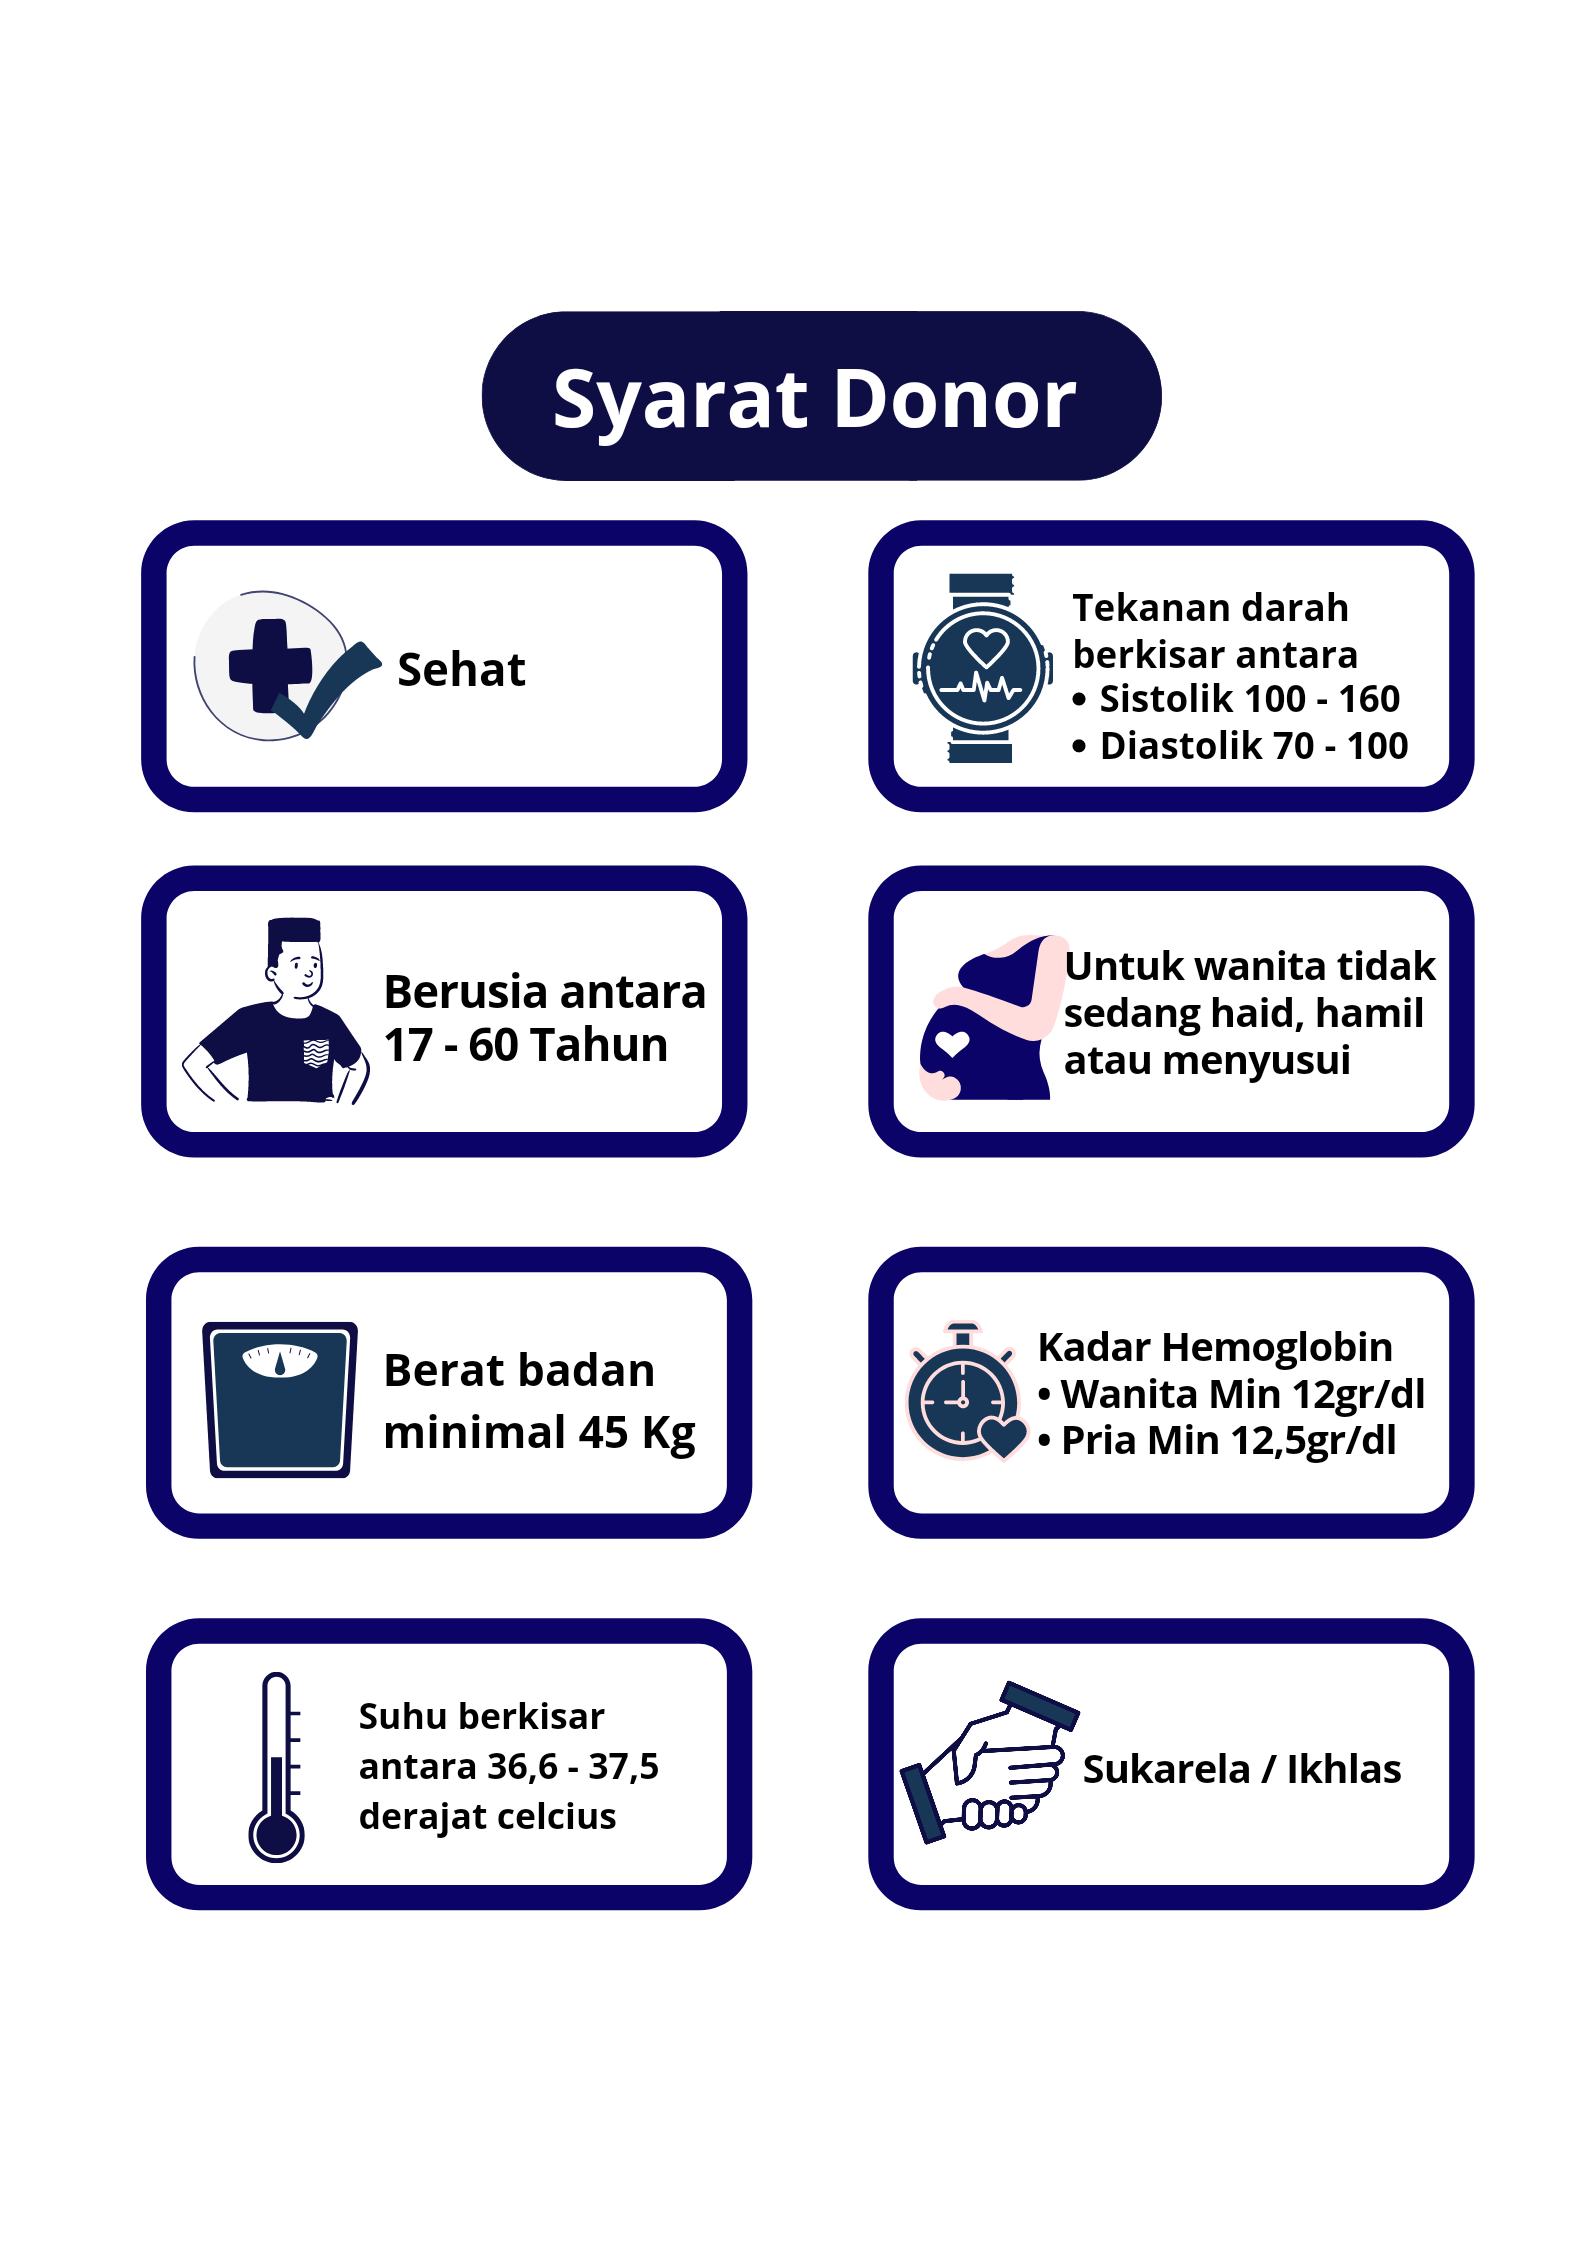 Syarat Donor
Sehat
Tekanan darah
berkisar antara
• Sistolik 100 - 160
• Diastolik 70 - 100
Berusia antara
17 - 60 Tahun
Untuk wanita tidak
sedang haid, hamil
atau menyusui
Berat badan
minimal 45 Kg
Kadar Hemoglobin
• Wanita Min 12gr/dl
• Pria Min 12,5gr/dl
Suhu berkisar
antara 36,6 - 37,5
derajat celcius
Sukarela / Ikhlas